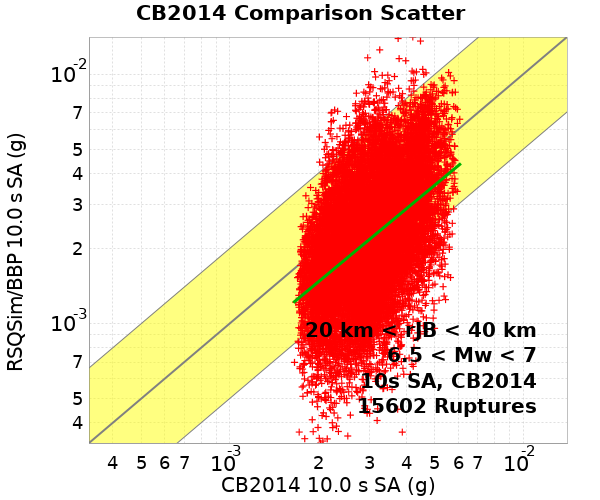 CB2014 Comparison Scatter
RSQSim/BBP 10.0 s SA (g)
10-2
7
5
4
3
2
10-3
7
5
4
20 km < rJB < 40 km
6.5 < Mw < 7
10s SA, CB2014
15602 Ruptures
4 5 6 7 10-3 2 3 4 5 6 7 10-2
CB2014 10.0 s SA (g)